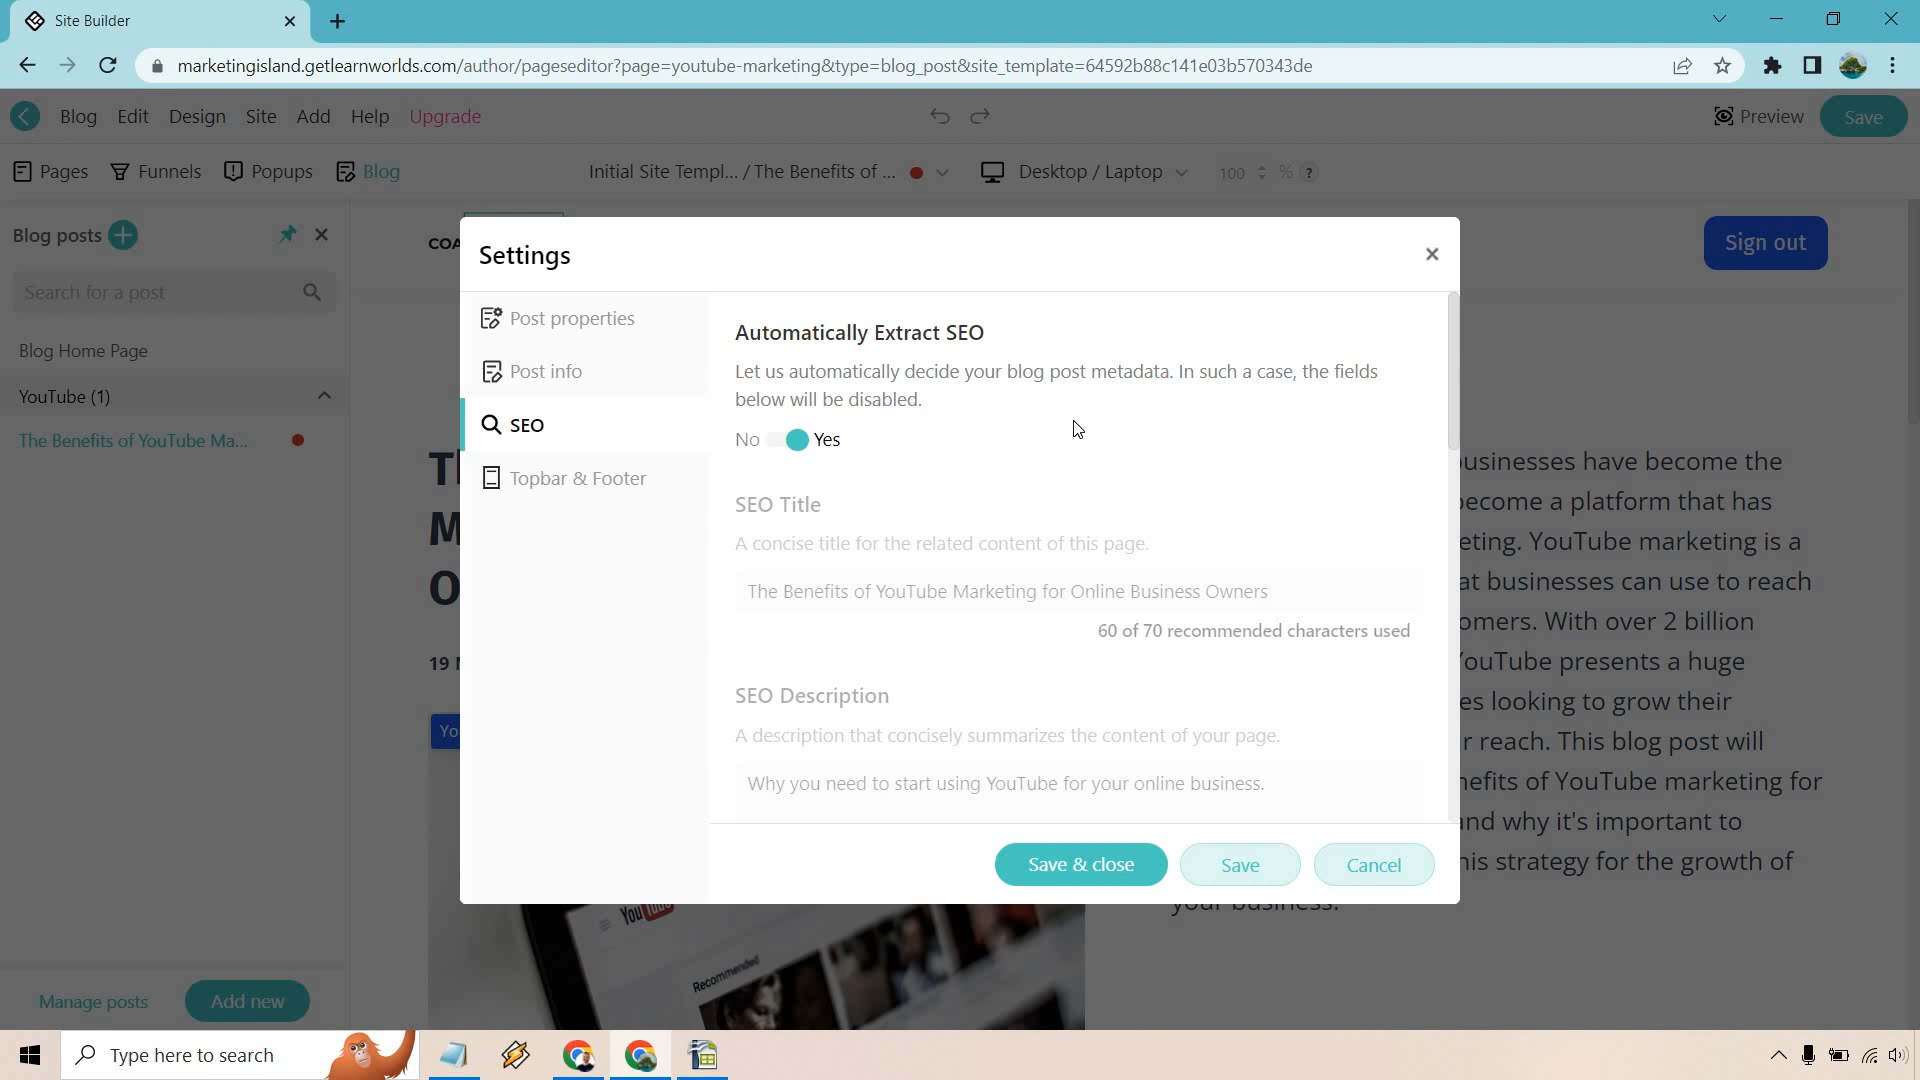 Site Builder
marketingisland.getlearnworlds.com/author/pageseditor?page=youtube-marketing&type=blog_post&site_template=64592b88c141e03b570343de
Blog Edit Design Site Add Help Upgrade Preview Save
Pages Funnels Popups Blog Initial Site Templ... / The Benefits of ... Desktop / Laptop 100 % ?
Blog posts
Search for a post
Blog Home Page
YouTube (1)
The Benefits of YouTube Ma...
Manage posts Add new
COA
Sign out
Settings
Post properties
Post info
SEO
Topbar & Footer
Automatically Extract SEO
Let us automatically decide your blog post metadata. In such a case, the fields
below will be disabled.
No Yes
SEO Title
A concise title for the related content of this page.
The Benefits of YouTube Marketing for Online Business Owners
60 of 70 recommended characters used
SEO Description
A description that concisely summarizes the content of your page.
Why you need to start using YouTube for your online business.
Save & close Save Cancel
M
O
19
Yo
businesses have become the
become a platform that has
eting. YouTube marketing is a
at businesses can use to reach
omers. With over 2 billion
YouTube presents a huge
es looking to grow their
r reach. This blog post will
nefits of YouTube marketing for
and why it's important to
his strategy for the growth of
your business.
YouTube
Recommended
Type here to search